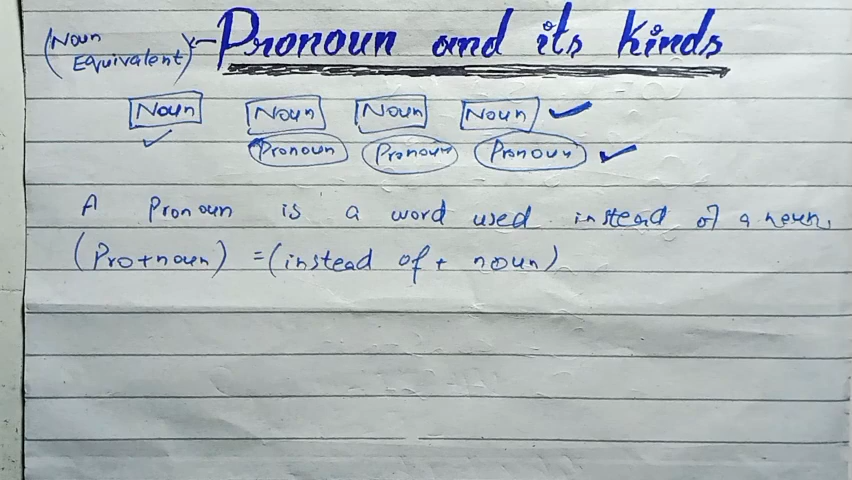 (Noun Equivalent) Pronoun and its kinds
Noun Noun Noun Noun
Pronoun Pronoun Pronoun
A Pronoun is a word used instead of a noun.
(Pro+noun) = (instead of + noun)